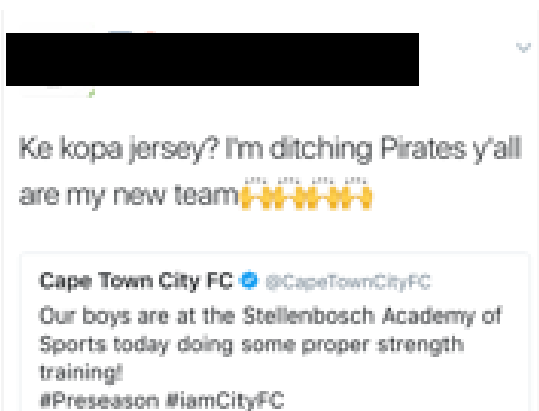 Ke kopa jersey? I'm ditching Pirates y'all
are my new team🙌🙌🙌🙌
Cape Town City FC @CapeTownCityFC
Our boys are at the Stellenbosch Academy of
Sports today doing some proper strength
training!
#Preseason #iamCityFC